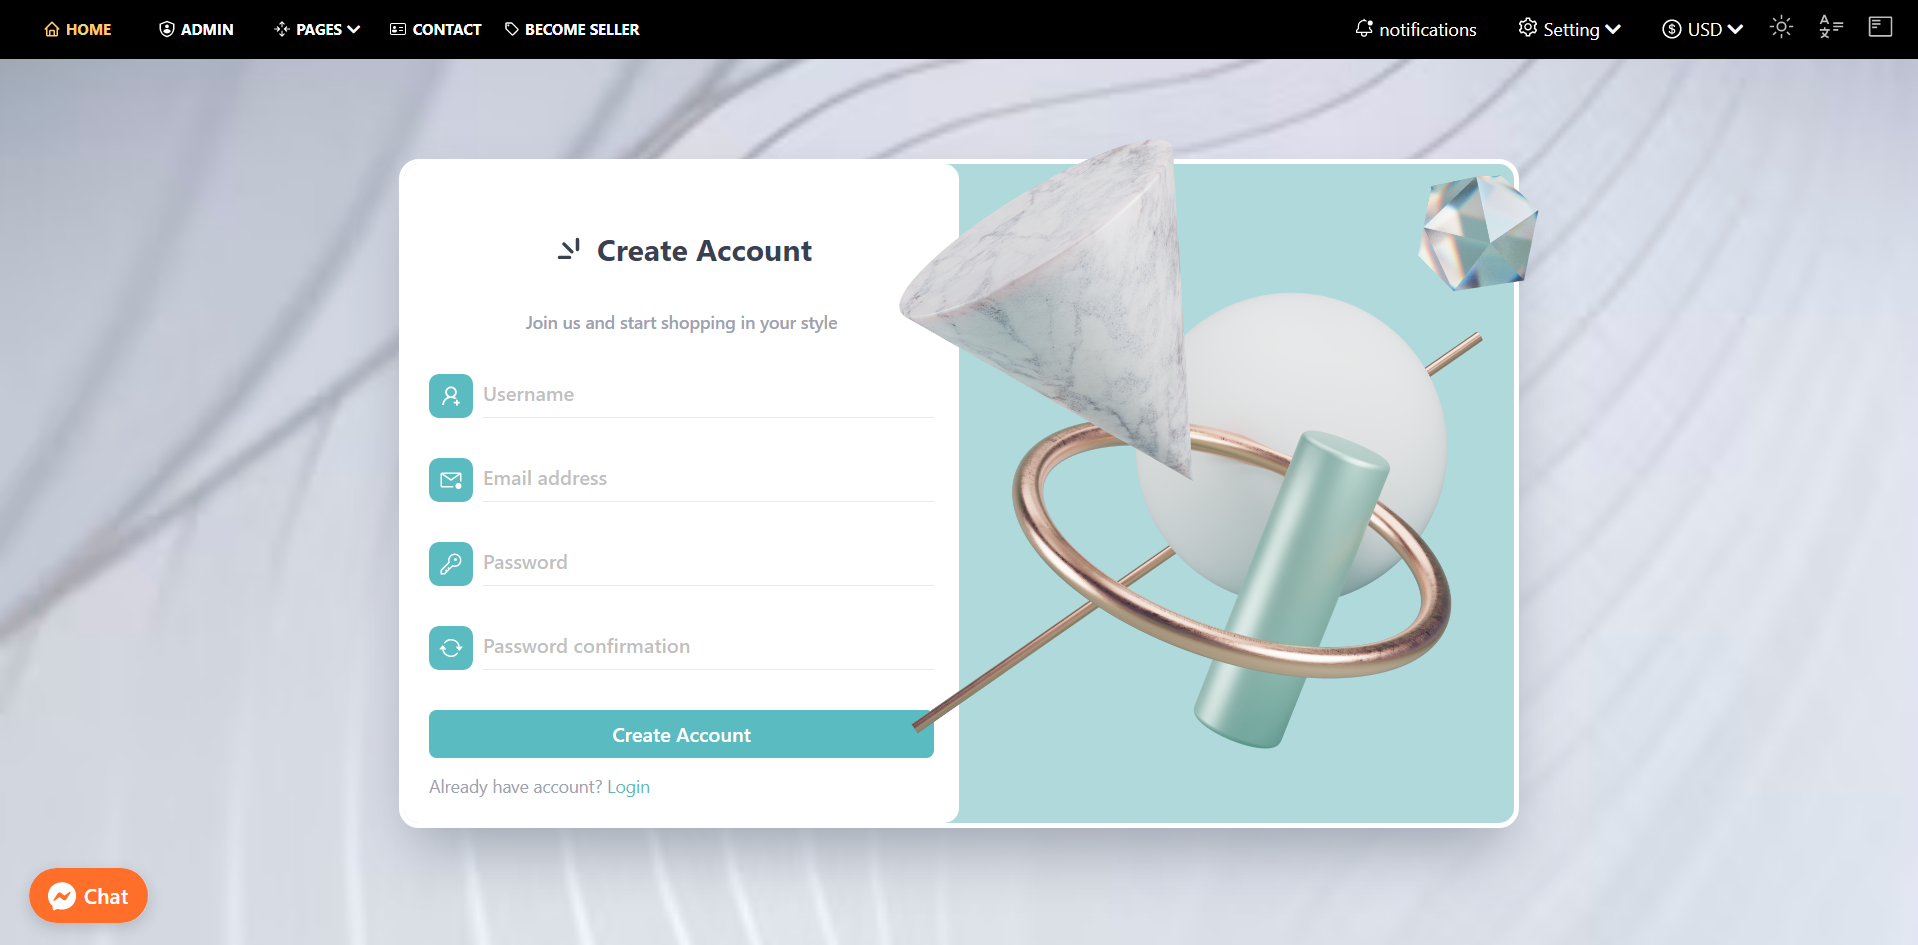 HOME ADMIN PAGES CONTACT BECOME SELLER notifications Setting USD
Create Account
Join us and start shopping in your style
Username
Email address
Password
Password confirmation
Create Account
Already have account? Login
Chat